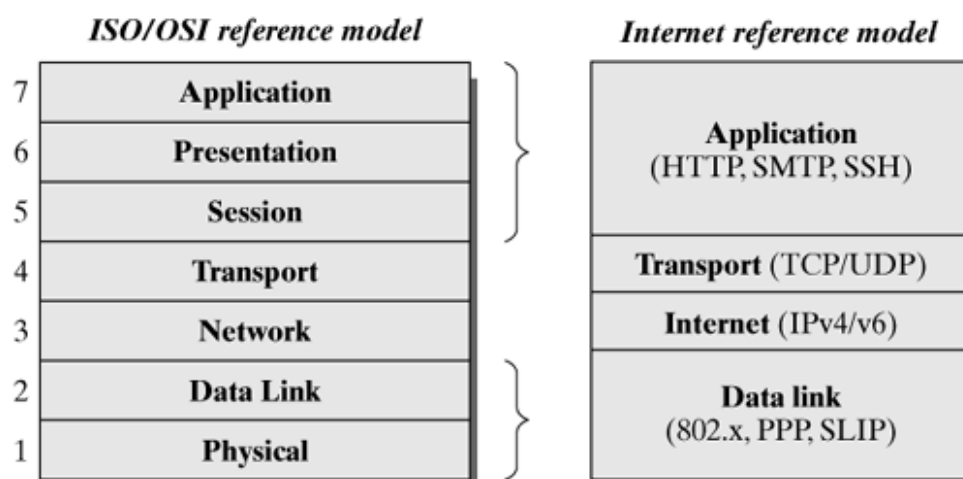 ISO/OSI reference model
7 Application
6 Presentation
5 Session
4 Transport
3 Network
2 Data Link
1 Physical
Internet reference model
Application
(HTTP, SMTP, SSH)
Transport (TCP/UDP)
Internet (IPv4/v6)
Data link
(802.x, PPP, SLIP)